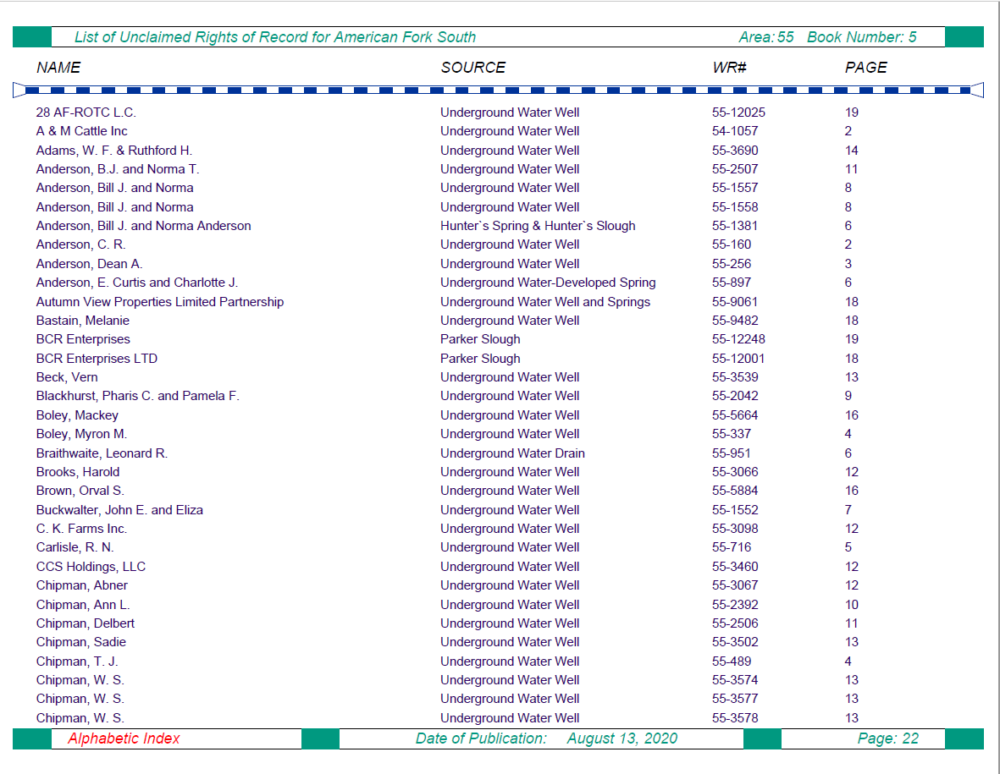 List of Unclaimed Rights of Record for American Fork South Area: 55 Book Number: 5
NAME SOURCE WR# PAGE
28 AF-ROTC L.C. Underground Water Well 55-12025 19
A & M Cattle Inc Underground Water Well 54-1057 2
Adams, W. F. & Ruthford H. Underground Water Well 55-3690 14
Anderson, B.J. and Norma T. Underground Water Well 55-2507 11
Anderson, Bill J. and Norma Underground Water Well 55-1557 8
Anderson, Bill J. and Norma Underground Water Well 55-1558 8
Anderson, Bill J. and Norma Anderson Hunter`s Spring & Hunter`s Slough 55-1381 6
Anderson, C. R. Underground Water Well 55-160 2
Anderson, Dean A. Underground Water Well 55-256 3
Anderson, E. Curtis and Charlotte J. Underground Water-Developed Spring 55-897 6
Autumn View Properties Limited Partnership Underground Water Well and Springs 55-9061 18
Bastain, Melanie Underground Water Well 55-9482 18
BCR Enterprises Parker Slough 55-12248 19
BCR Enterprises LTD Parker Slough 55-12001 18
Beck, Vern Underground Water Well 55-3539 13
Blackhurst, Pharis C. and Pamela F. Underground Water Well 55-2042 9
Boley, Mackey Underground Water Well 55-5664 16
Boley, Myron M. Underground Water Well 55-337 4
Braithwaite, Leonard R. Underground Water Drain 55-951 6
Brooks, Harold Underground Water Well 55-3066 12
Brown, Orval S. Underground Water Well 55-5884 16
Buckwalter, John E. and Eliza Underground Water Well 55-1552 7
C. K. Farms Inc. Underground Water Well 55-3098 12
Carlisle, R. N. Underground Water Well 55-716 5
CCS Holdings, LLC Underground Water Well 55-3460 12
Chipman, Abner Underground Water Well 55-3067 12
Chipman, Ann L. Underground Water Well 55-2392 10
Chipman, Delbert Underground Water Well 55-2506 11
Chipman, Sadie Underground Water Well 55-3502 13
Chipman, T. J. Underground Water Well 55-489 4
Chipman, W. S. Underground Water Well 55-3574 13
Chipman, W. S. Underground Water Well 55-3577 13
Chipman, W. S. Underground Water Well 55-3578 13
Alphabetic Index Date of Publication: August 13, 2020 Page: 22